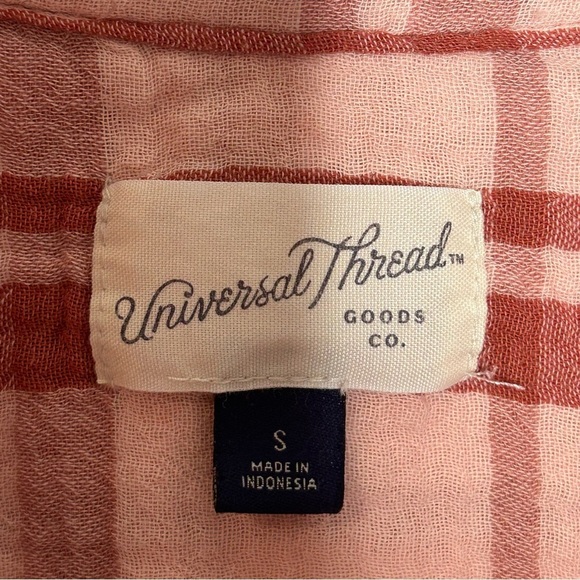 Universal Thread™
GOODS
CO.
S
MADE IN
INDONESIA